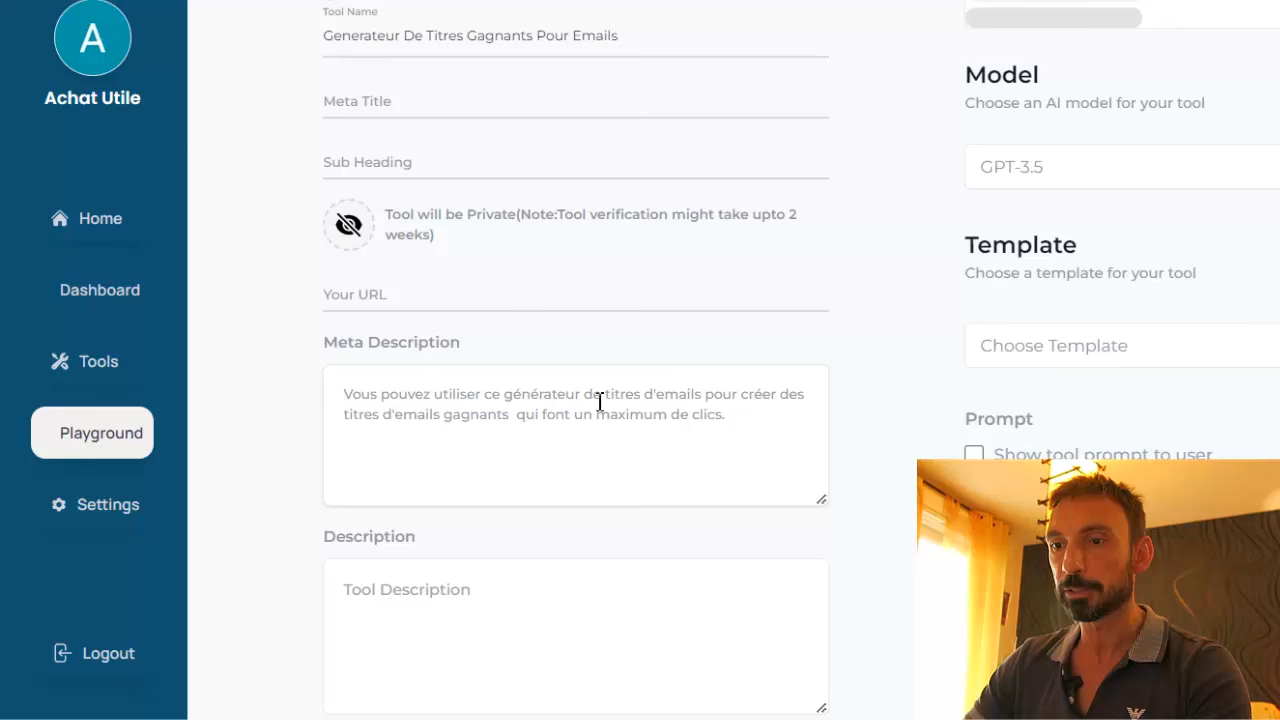 A
Achat Utile
Home
Dashboard
Tools
Playground
Settings
Logout
Tool Name
Generateur De Titres Gagnants Pour Emails
Meta Title
Sub Heading
Tool will be Private(Note:Tool verification might take upto 2
weeks)
Your URL
Meta Description
Vous pouvez utiliser ce générateur de titres d'emails pour créer des
titres d'emails gagnants  qui font un maximum de clics.
Description
Tool Description
Model
Choose an AI model for your tool
GPT-3.5
Template
Choose a template for your tool
Choose Template
Prompt
Show tool prompt to user